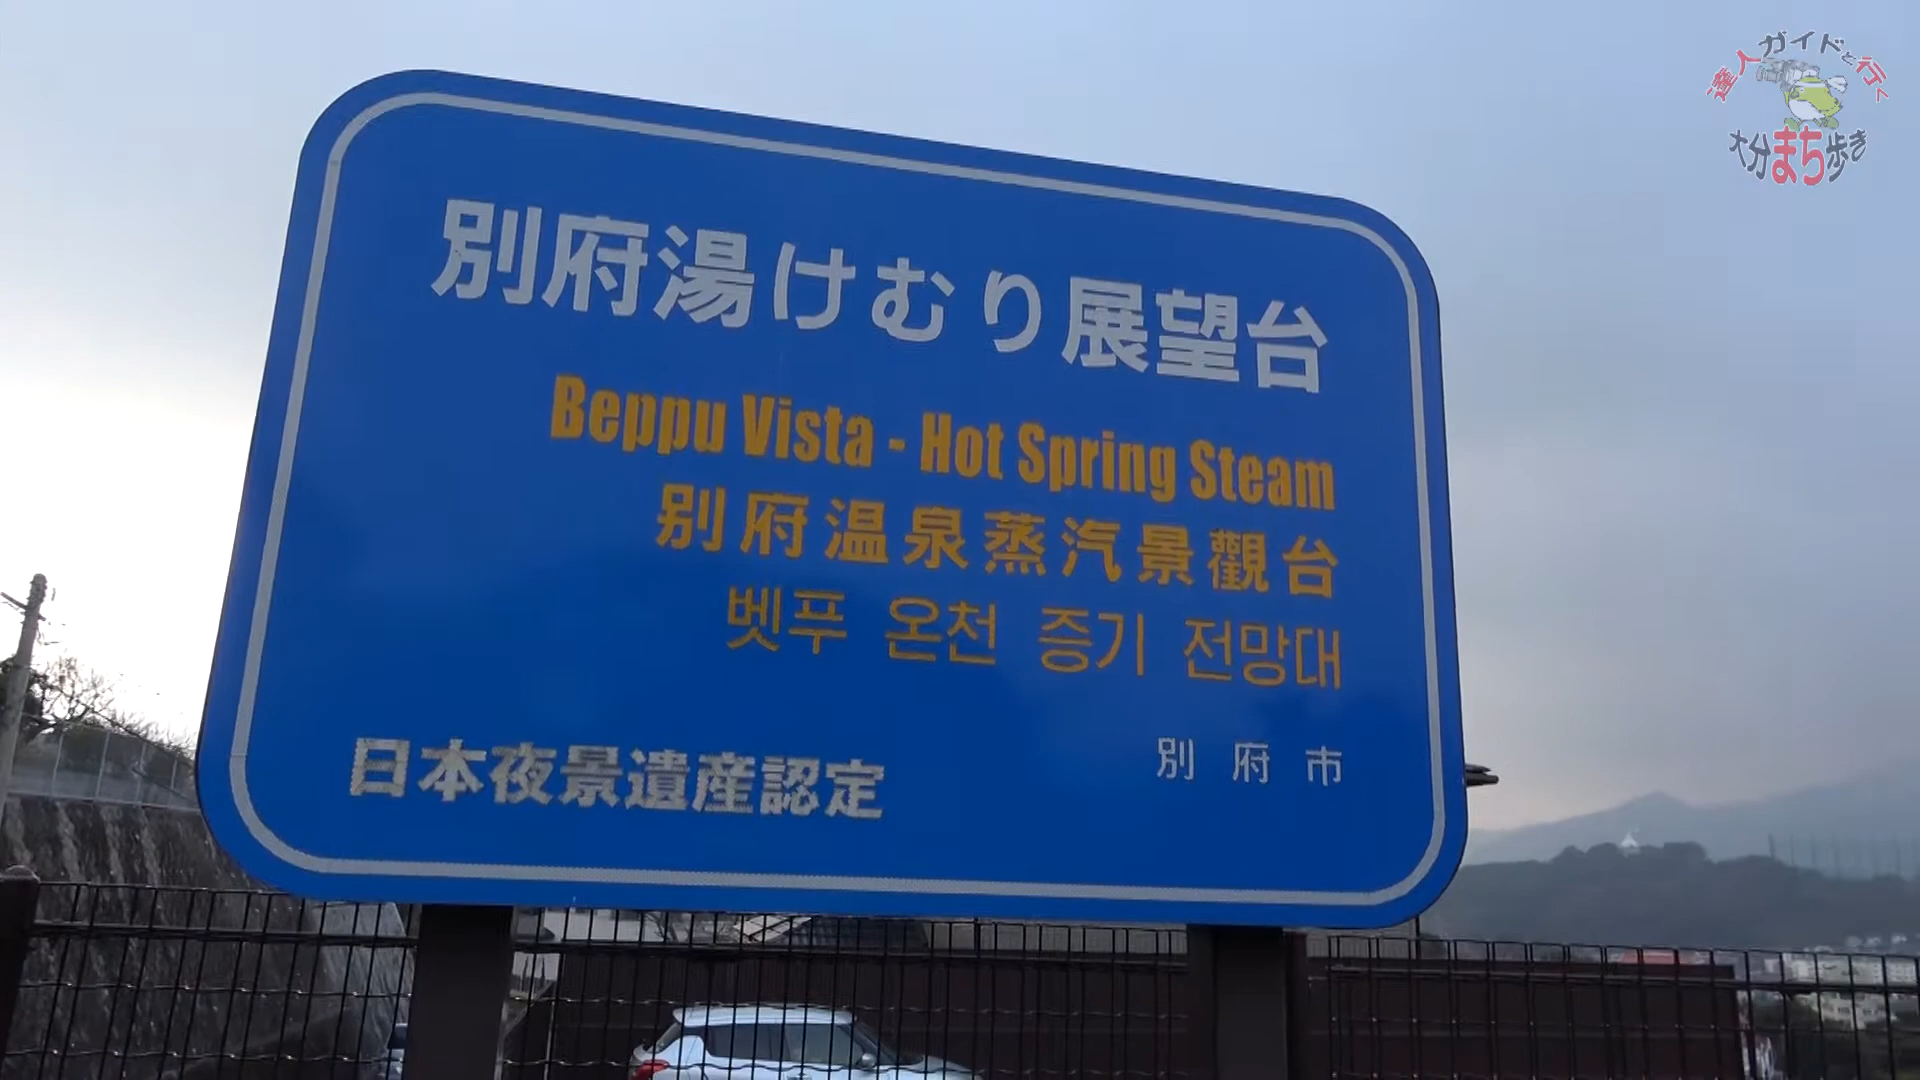 達人ガイドと行く
大分まち歩き
別府湯けむり展望台
Beppu Vista - Hot Spring Steam
别府温泉蒸汽景觀台
벳푸 온천 증기 전망대
日本夜景遺産認定
別府市